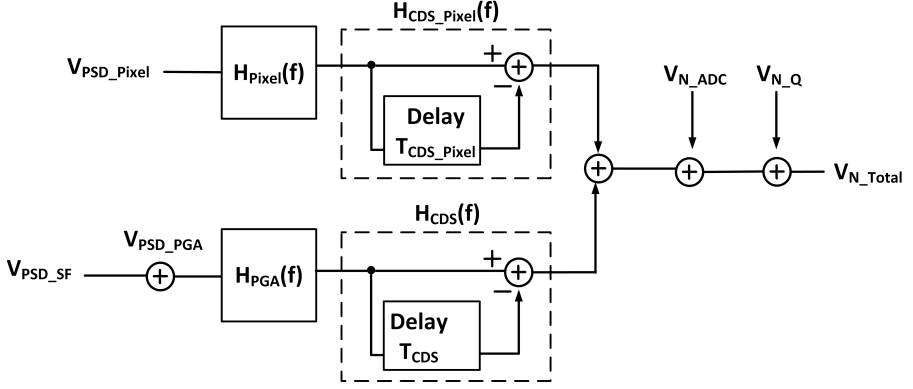 H_CDS_Pixel(f)
V_PSD_Pixel
H_Pixel(f)
+
+
−
Delay
T_CDS_Pixel
V_N_ADC
V_N_Q
+
+
+
V_N_Total
H_CDS(f)
V_PSD_PGA
V_PSD_SF
+
H_PGA(f)
+
+
−
Delay
T_CDS